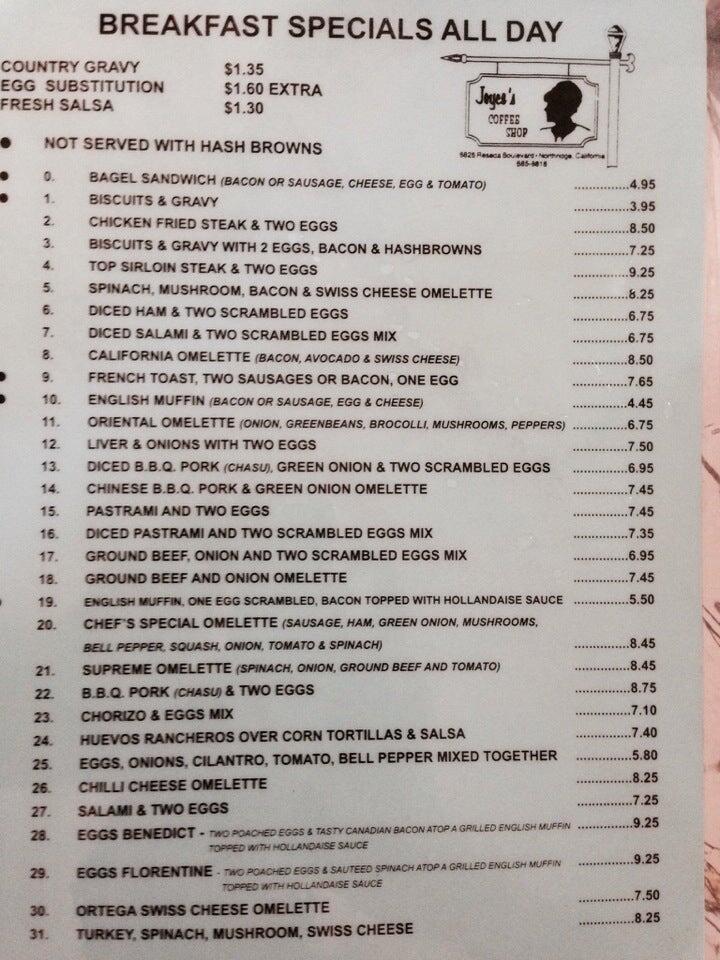 BREAKFAST SPECIALS ALL DAY
COUNTRY GRAVY $1.35
EGG SUBSTITUTION $1.60 EXTRA
FRESH SALSA $1.30
Joyce's
COFFEE
SHOP
Reseda Boulevard · Northridge, California
● NOT SERVED WITH HASH BROWNS
● 0. BAGEL SANDWICH (BACON OR SAUSAGE, CHEESE, EGG & TOMATO) ..............4.95
● 1. BISCUITS & GRAVY ..............3.95
2. CHICKEN FRIED STEAK & TWO EGGS ..............8.50
3. BISCUITS & GRAVY WITH 2 EGGS, BACON & HASHBROWNS ..............7.25
4. TOP SIRLOIN STEAK & TWO EGGS ..............9.25
5. SPINACH, MUSHROOM, BACON & SWISS CHEESE OMELETTE ..............8.25
6. DICED HAM & TWO SCRAMBLED EGGS ..............6.75
7. DICED SALAMI & TWO SCRAMBLED EGGS MIX ..............6.75
8. CALIFORNIA OMELETTE (BACON, AVOCADO & SWISS CHEESE) ..............8.50
● 9. FRENCH TOAST, TWO SAUSAGES OR BACON, ONE EGG ..............7.65
● 10. ENGLISH MUFFIN (BACON OR SAUSAGE, EGG & CHEESE) ..............4.45
11. ORIENTAL OMELETTE (ONION, GREENBEANS, BROCOLLI, MUSHROOMS, PEPPERS) ..............6.75
12. LIVER & ONIONS WITH TWO EGGS ..............7.50
13. DICED B.B.Q. PORK (CHASU), GREEN ONION & TWO SCRAMBLED EGGS ..............6.95
14. CHINESE B.B.Q. PORK & GREEN ONION OMELETTE ..............7.45
15. PASTRAMI AND TWO EGGS ..............7.45
16. DICED PASTRAMI AND TWO SCRAMBLED EGGS MIX ..............7.35
17. GROUND BEEF, ONION AND TWO SCRAMBLED EGGS MIX ..............6.95
18. GROUND BEEF AND ONION OMELETTE ..............7.45
● 19. ENGLISH MUFFIN, ONE EGG SCRAMBLED, BACON TOPPED WITH HOLLANDAISE SAUCE ..............5.50
20. CHEF'S SPECIAL OMELETTE (SAUSAGE, HAM, GREEN ONION, MUSHROOMS,
BELL PEPPER, SQUASH, ONION, TOMATO & SPINACH) ..............8.45
21. SUPREME OMELETTE (SPINACH, ONION, GROUND BEEF AND TOMATO) ..............8.45
22. B.B.Q. PORK (CHASU) & TWO EGGS ..............8.75
23. CHORIZO & EGGS MIX ..............7.10
24. HUEVOS RANCHEROS OVER CORN TORTILLAS & SALSA ..............7.40
25. EGGS, ONIONS, CILANTRO, TOMATO, BELL PEPPER MIXED TOGETHER ..............5.80
26. CHILLI CHEESE OMELETTE ..............8.25
27. SALAMI & TWO EGGS ..............7.25
28. EGGS BENEDICT - TWO POACHED EGGS & TASTY CANADIAN BACON ATOP A GRILLED ENGLISH MUFFIN ..............9.25
TOPPED WITH HOLLANDAISE SAUCE
29. EGGS FLORENTINE - TWO POACHED EGGS & SAUTEED SPINACH ATOP A GRILLED ENGLISH MUFFIN ..............9.25
TOPPED WITH HOLLANDAISE SAUCE
30. ORTEGA SWISS CHEESE OMELETTE ..............7.50
31. TURKEY, SPINACH, MUSHROOM, SWISS CHEESE ..............8.25